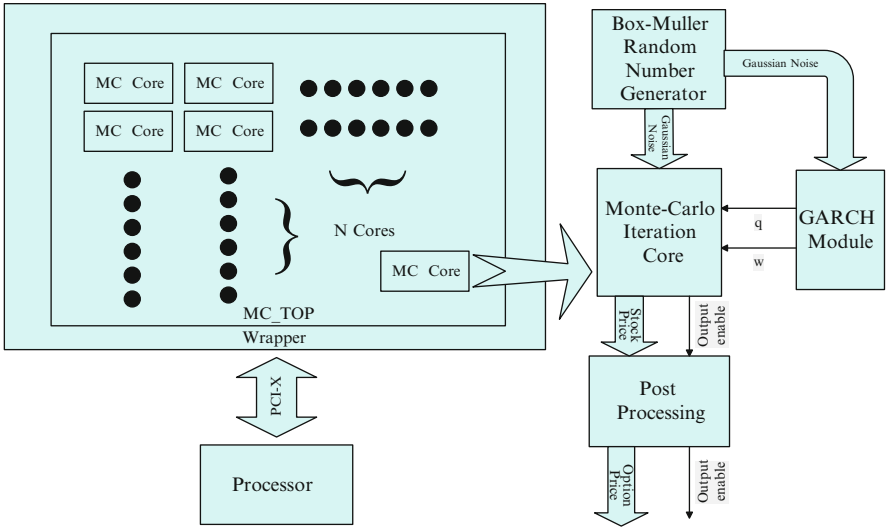 MC Core
MC Core
MC Core
MC Core
N Cores
MC Core
MC_TOP
Wrapper
PCI-X
Processor
Box-Muller
Random
Number
Generator
Gaussian Noise
Gaussian
Noise
Monte-Carlo
Iteration
Core
q
w
GARCH
Module
Stock
Price
Output
enable
Post
Processing
Option
Price
Output
enable